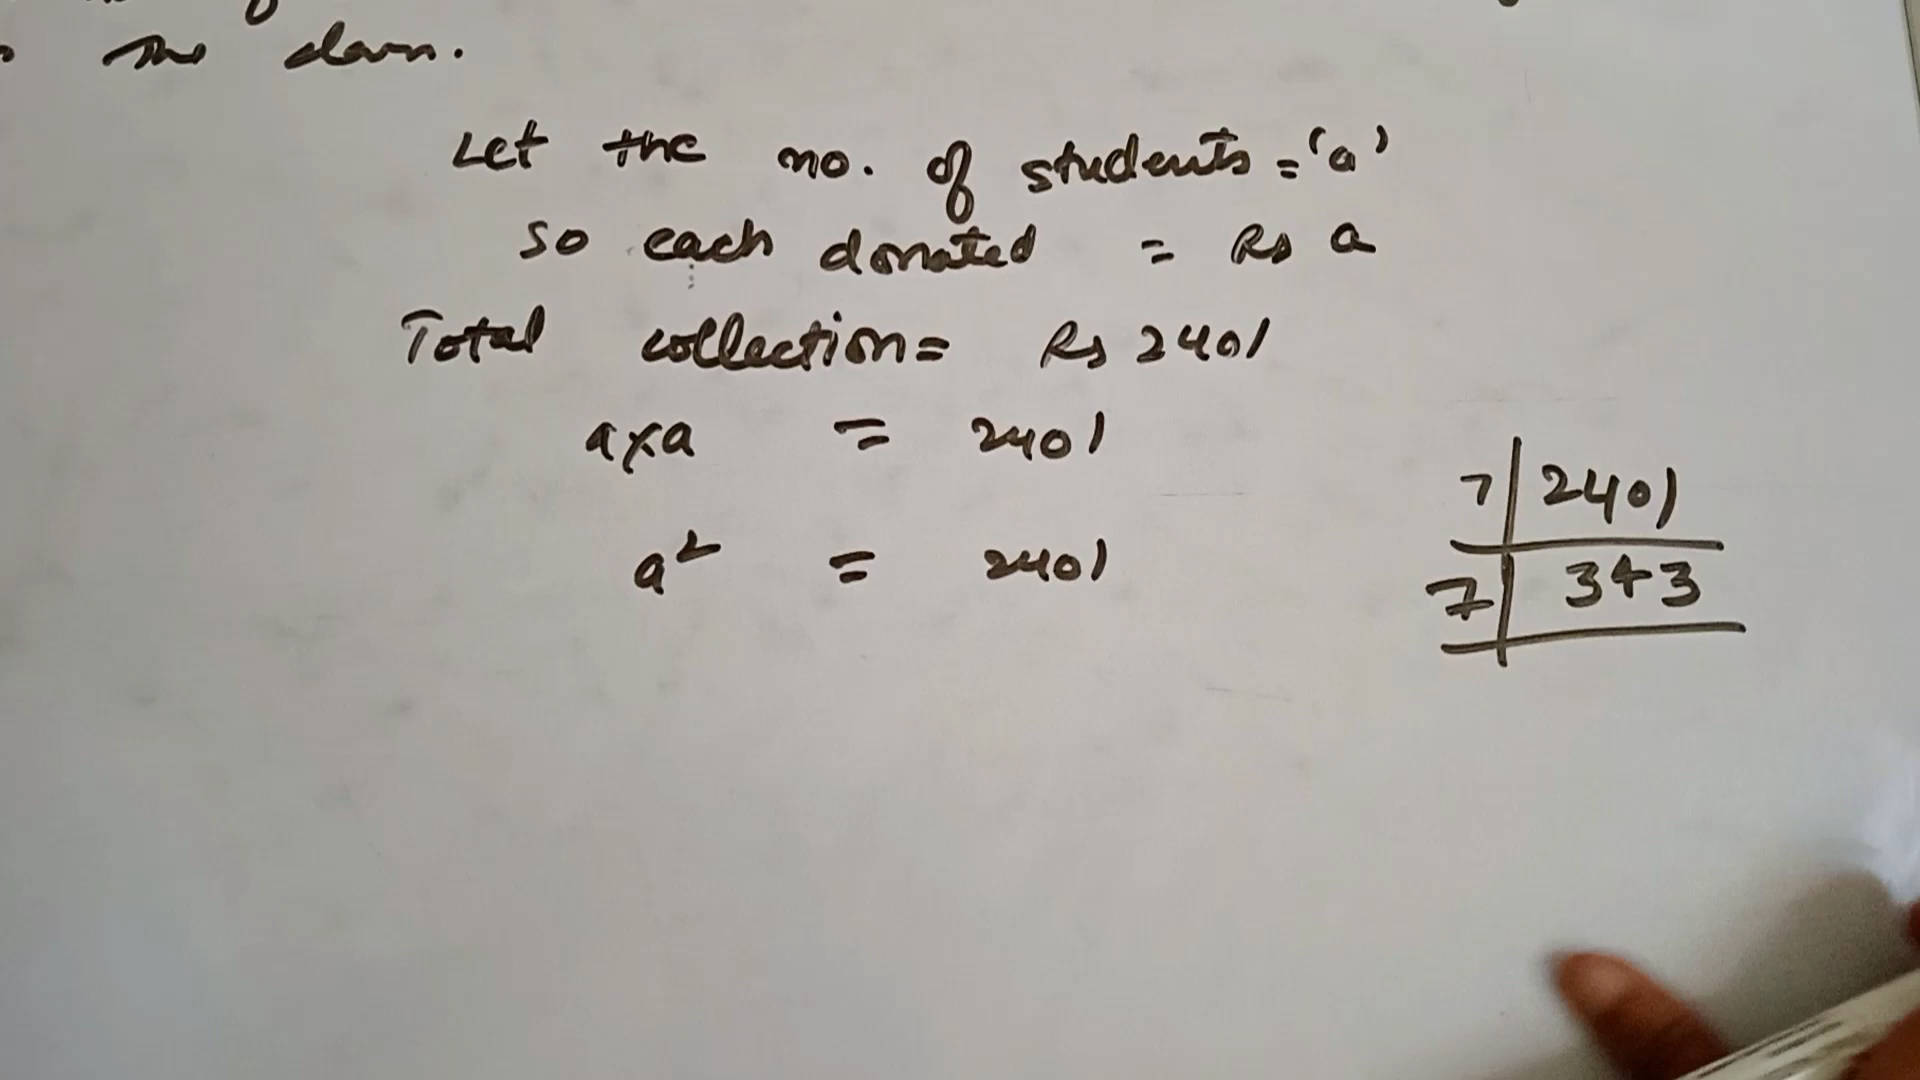 the class.
Let the no. of students = 'a'
so each donated = Rs a
Total collection = Rs 2401
a×a = 2401
a² = 2401
7 | 2401
7 | 343